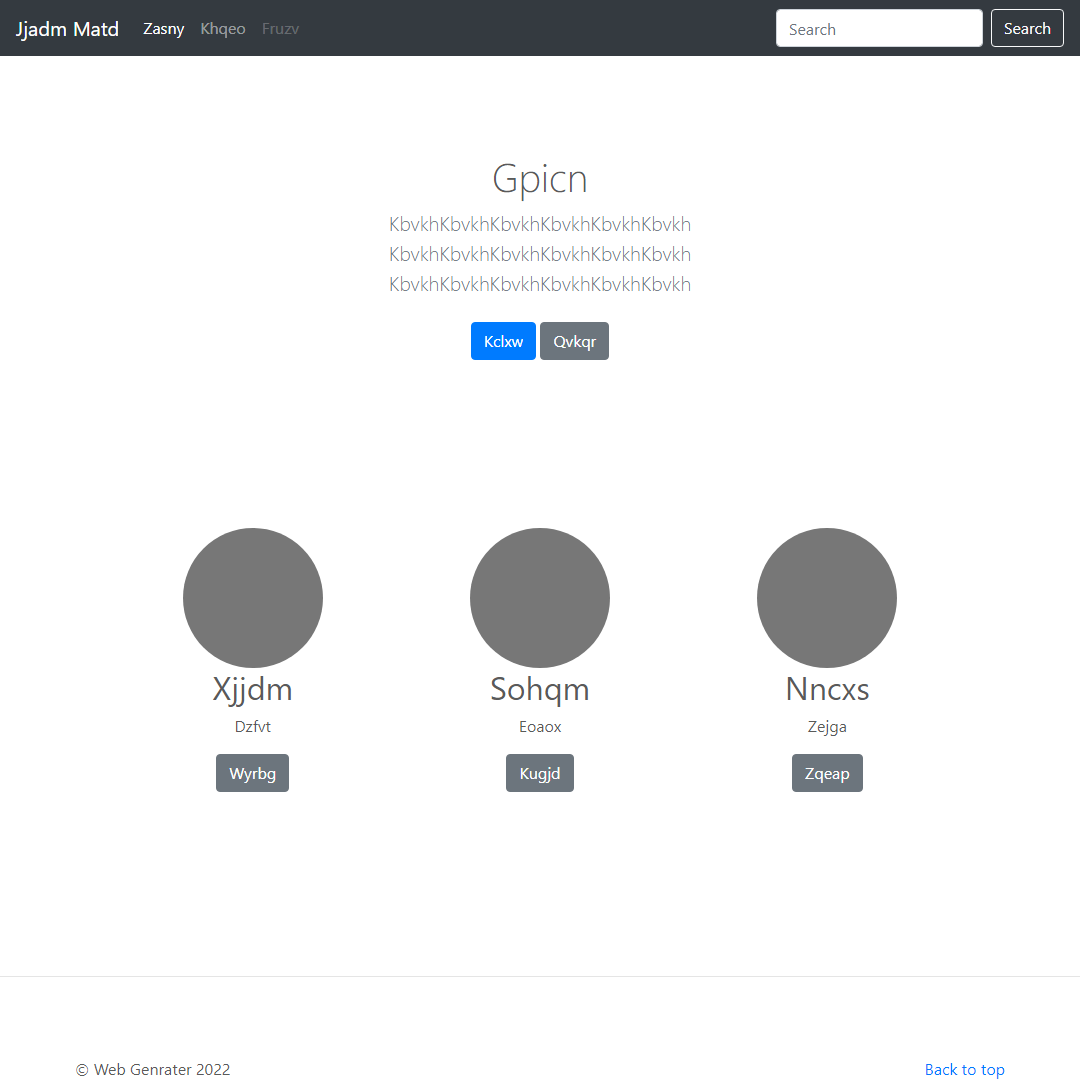 Jjadm Matd Zasny Khqeo Fruzv Search Search
Gpicn
KbvkhKbvkhKbvkhKbvkhKbvkhKbvkh
KbvkhKbvkhKbvkhKbvkhKbvkhKbvkh
KbvkhKbvkhKbvkhKbvkhKbvkhKbvkh
Kclxw Qvkqr
Xjjdm Sohqm Nncxs
Dzfvt Eoaox Zejga
Wyrbg Kugjd Zqeap
© Web Genrater 2022 Back to top